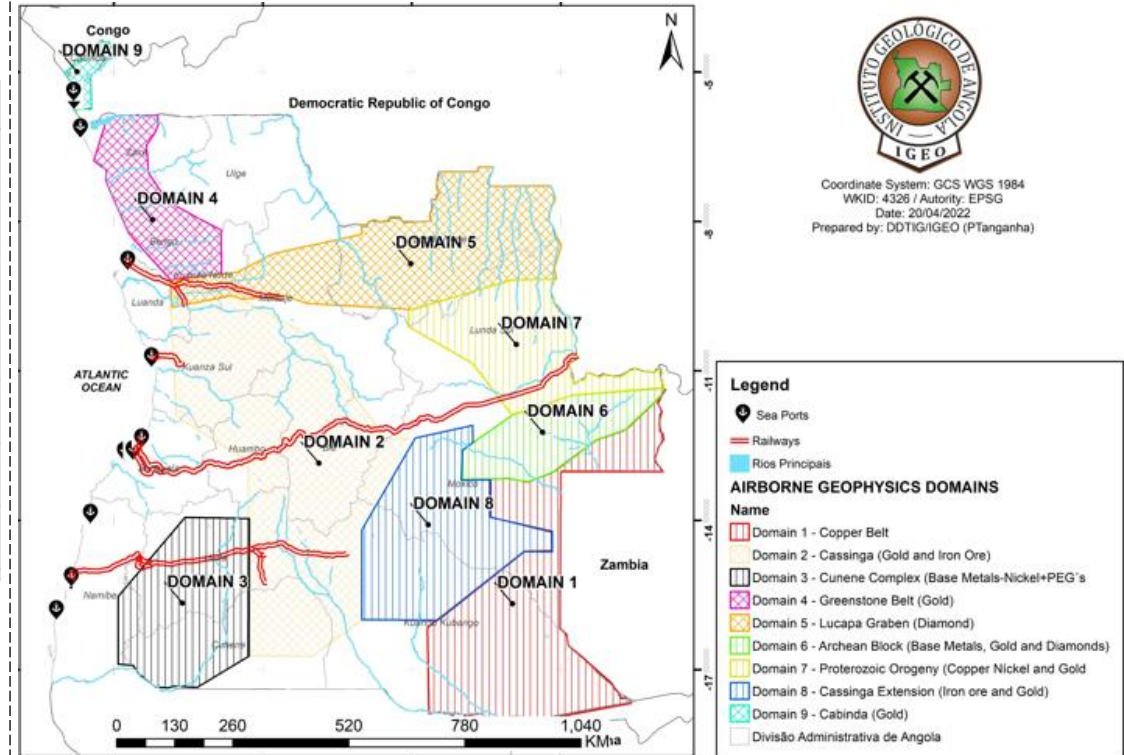 Congo
DOMAIN 9
N
Democratic Republic of Congo
-5
Uige
DOMAIN 4
-8
DOMAIN 5
Luanda
DOMAIN 7
Kuanza Sul
ATLANTIC
OCEAN
-11
DOMAIN 6
Huambo
DOMAIN 2
Moxico
DOMAIN 8
-14
Zambia
DOMAIN 3
DOMAIN 1
Namibe
Kuando Kubango
Cunene
-17
0 130 260 520 780 1,040
KM
INSTITUTO GEOLÓGICO DE ANGOLA
IGEO
Coordinate System: GCS WGS 1984
WKID: 4326 / Autority: EPSG
Date: 20/04/2022
Prepared by: DDTIG/IGEO (PTanganha)
Legend
Sea Ports
Railways
Rios Principais
AIRBORNE GEOPHYSICS DOMAINS
Name
Domain 1 - Copper Belt
Domain 2 - Cassinga (Gold and Iron Ore)
Domain 3 - Cunene Complex (Base Metals-Nickel+PEG`s
Domain 4 - Greenstone Belt (Gold)
Domain 5 - Lucapa Graben (Diamond)
Domain 6 - Archean Block (Base Metals, Gold and Diamonds)
Domain 7 - Proterozoic Orogeny (Copper Nickel and Gold
Domain 8 - Cassinga Extension (Iron ore and Gold)
Domain 9 - Cabinda (Gold)
Divisão Administrativa de Angola